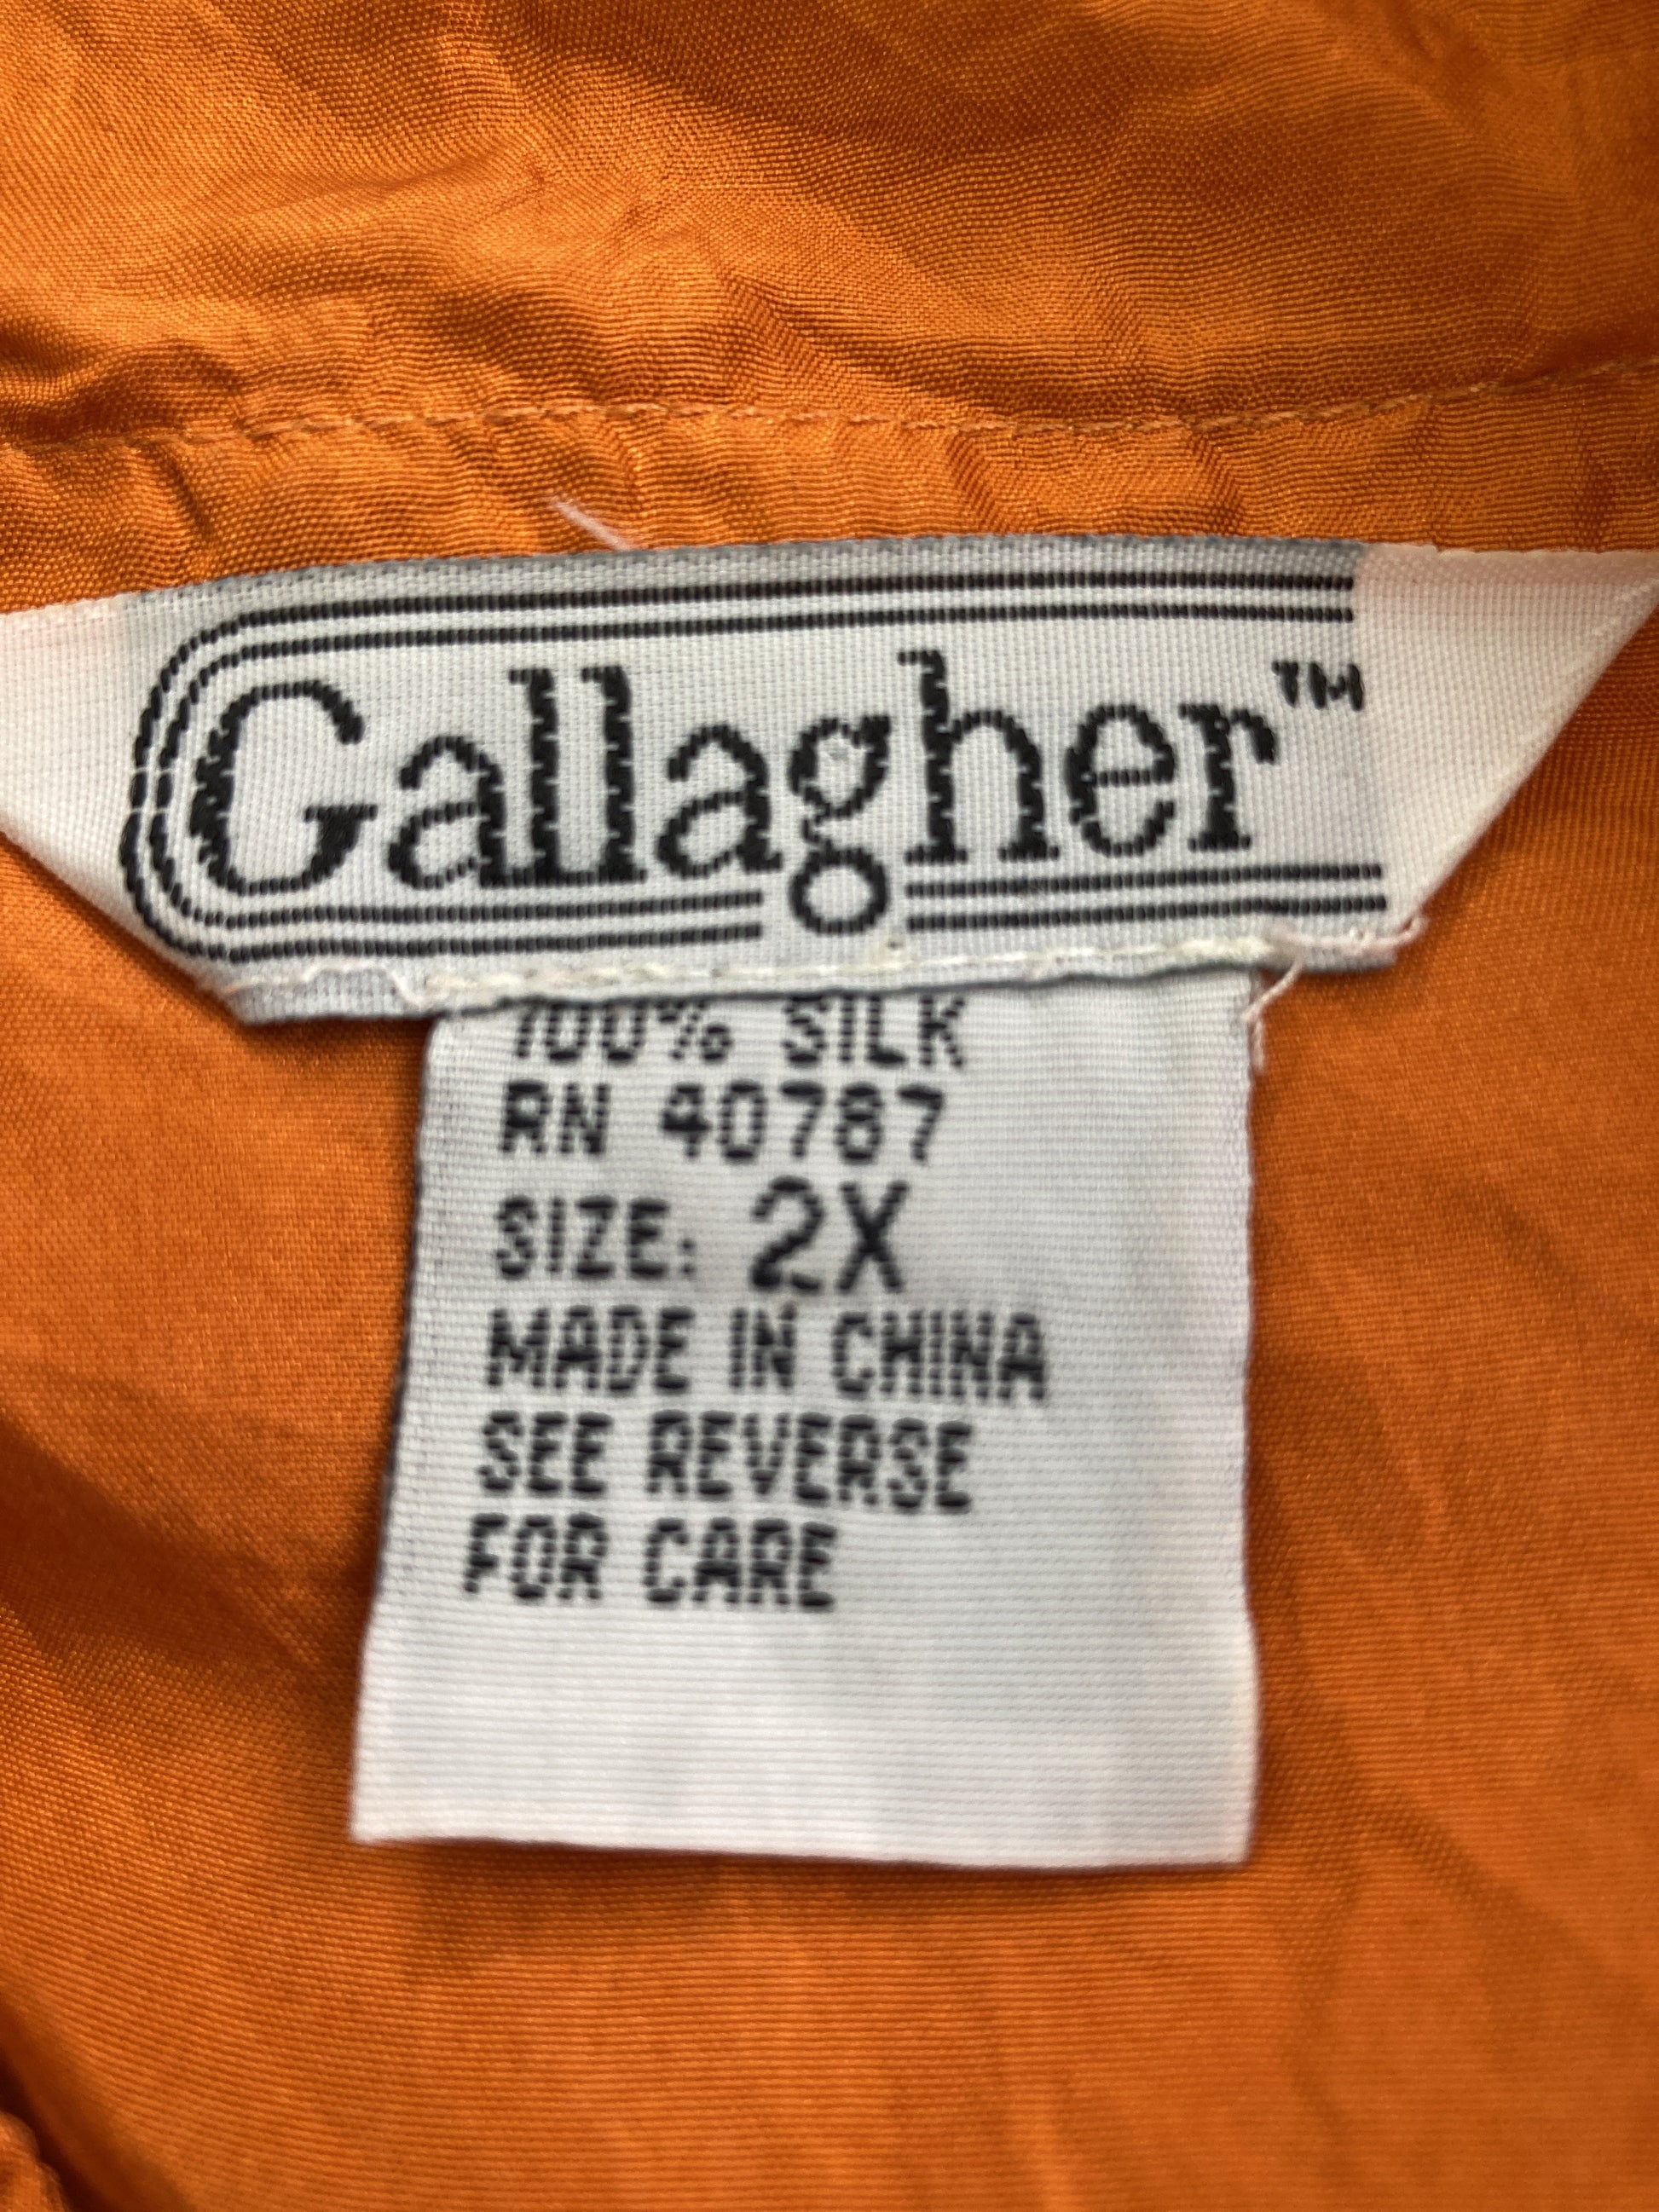 Gallagher™
100% SILK
RN 40787
SIZE: 2X
MADE IN CHINA
SEE REVERSE
FOR CARE